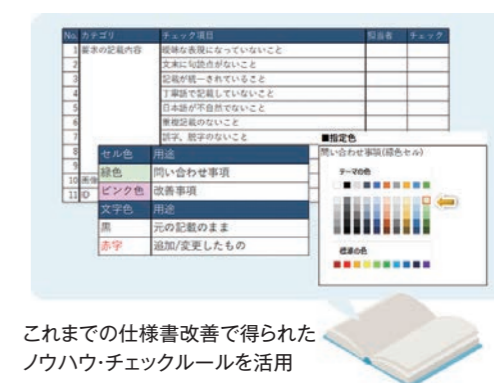 No. カテゴリ チェック項目 担当者 チェック
1 要求の記載内容 曖昧な表現になっていないこと
2 文末に句読点がないこと
3 記載が統一されていること
4 丁寧語で記載していないこと
5 日本語が不自然でないこと
6 重複記載のないこと
7 誤字、脱字のないこと
8
9
10 画像
11 ID
セル色 用途
緑色 問い合わせ事項
ピンク色 改善事項
文字色 用途
黒 元の記載のまま
赤字 追加/変更したもの
■指定色
問い合わせ事項(緑色セル)
テーマの色
標準の色
これまでの仕様書改善で得られた
ノウハウ・チェックルールを活用